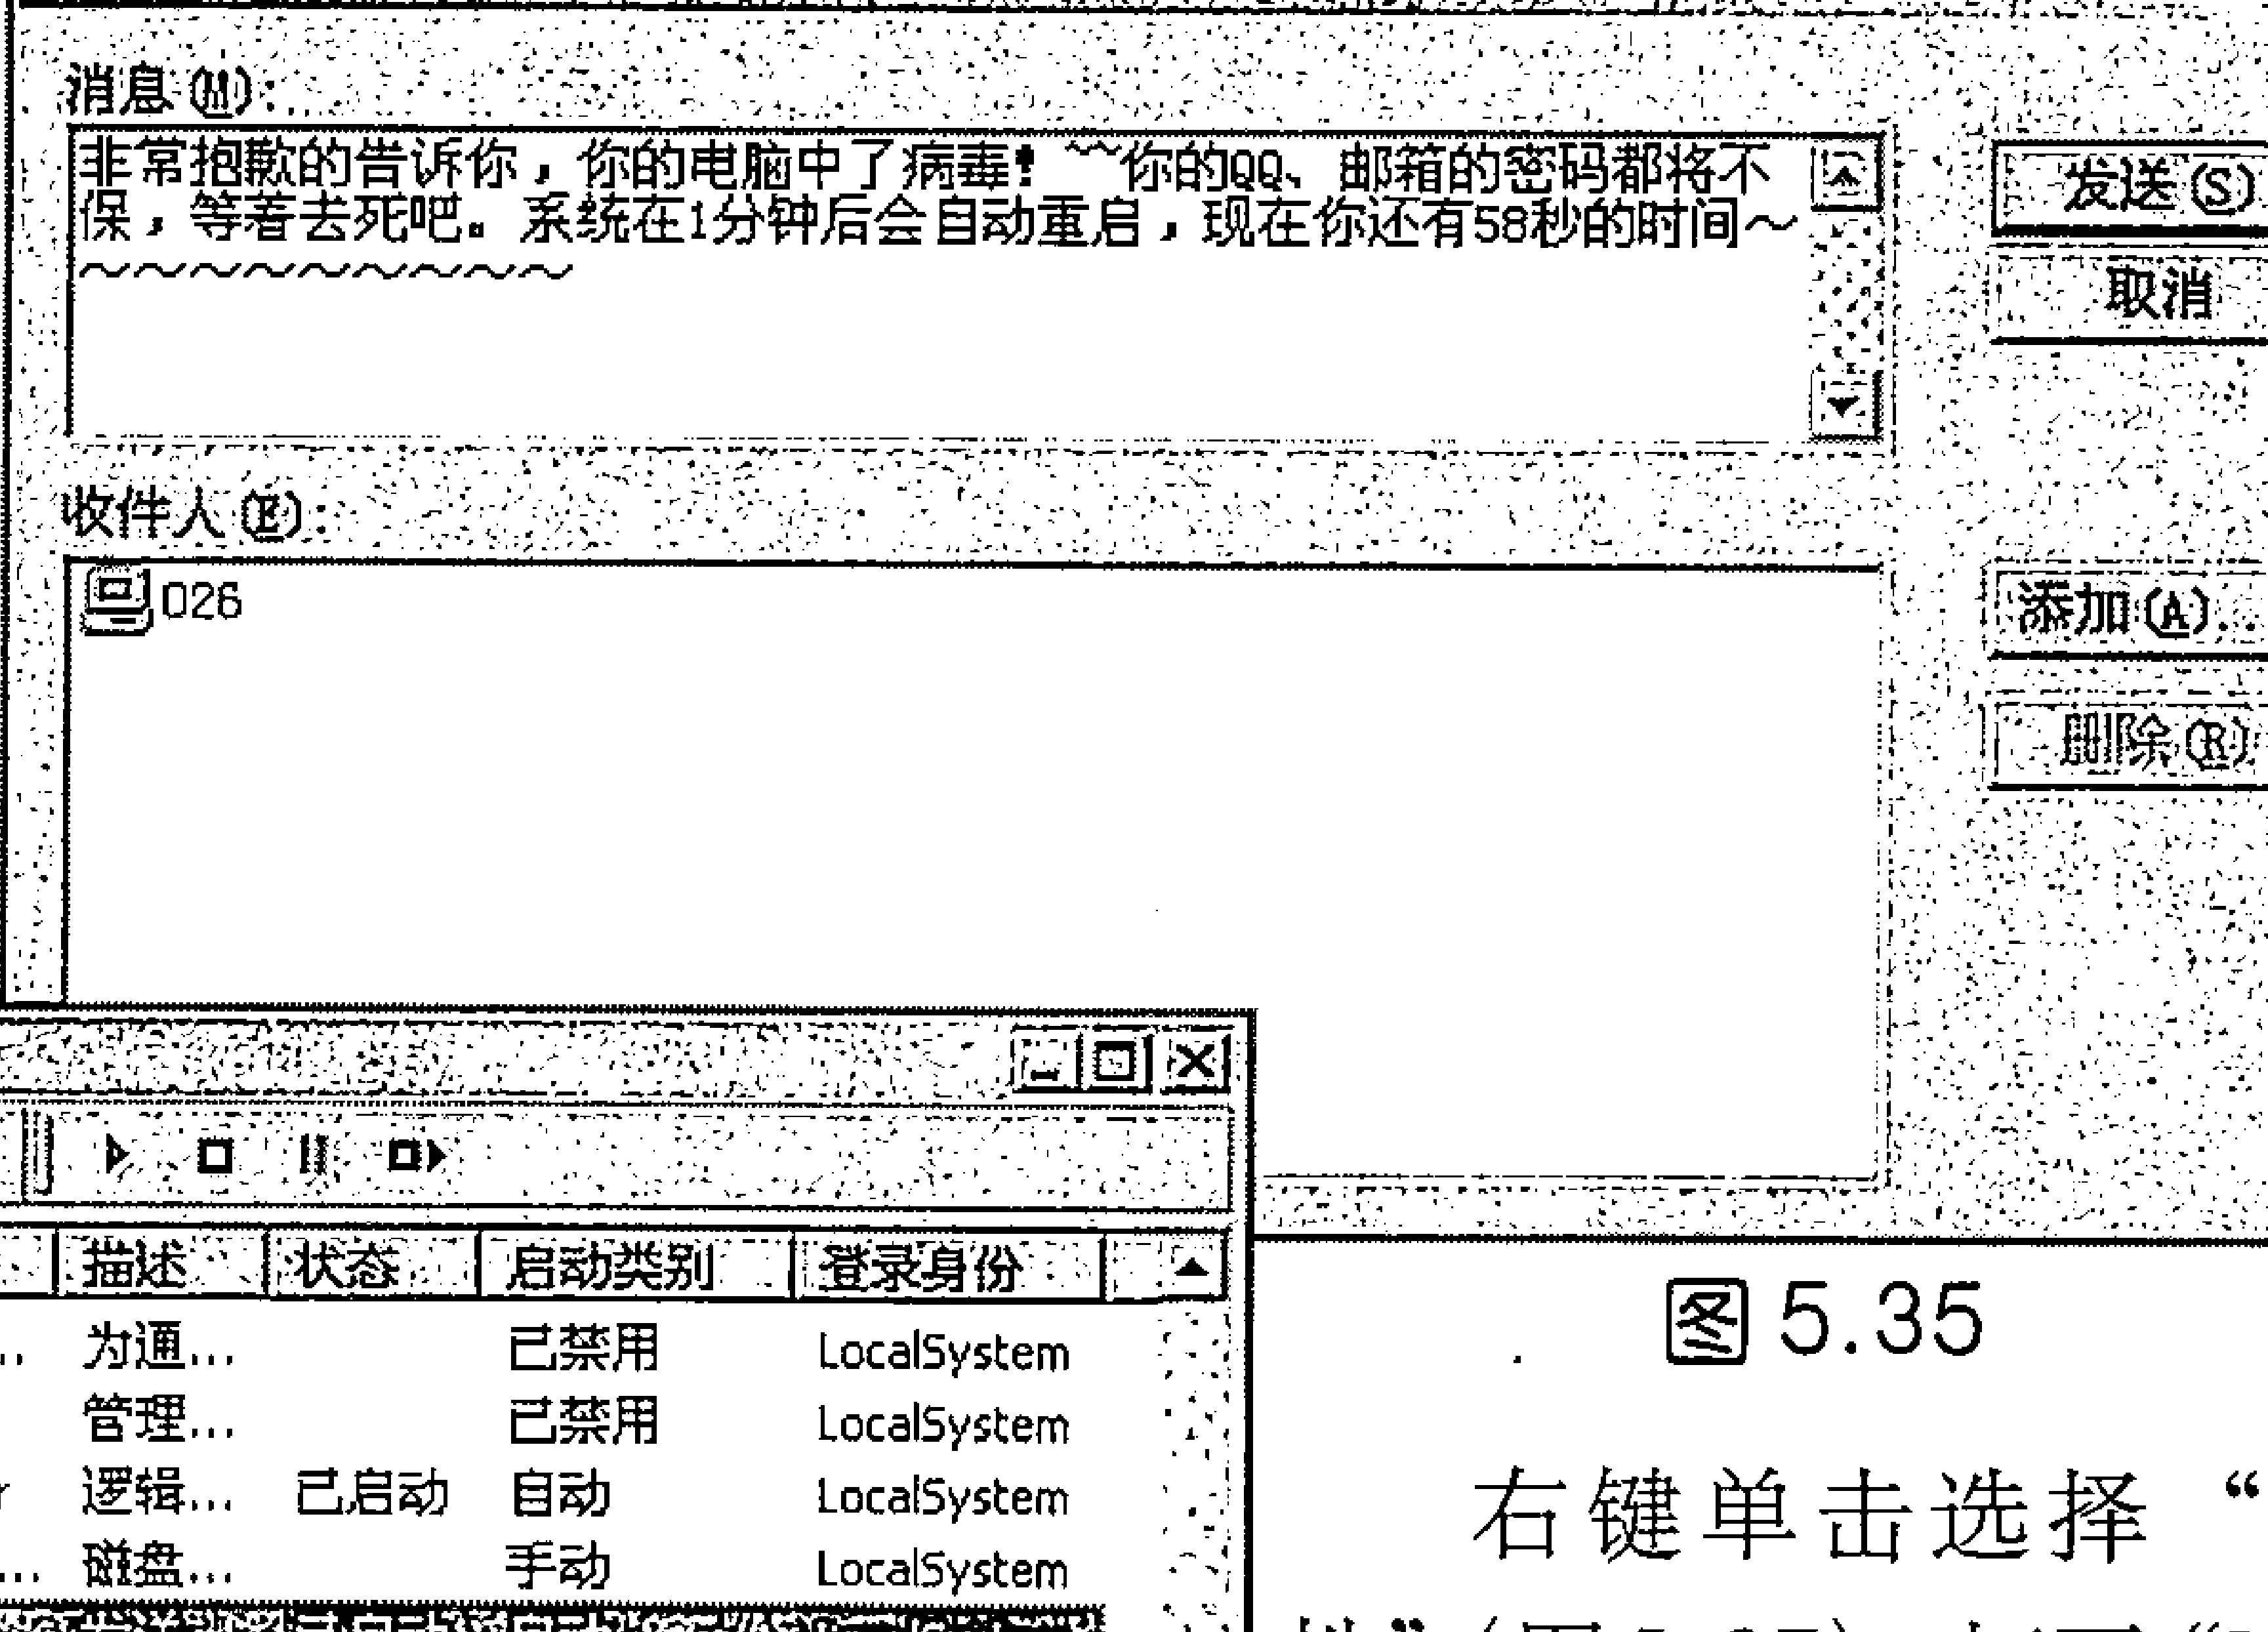 消息(M):
非常抱歉的告诉你，你的电脑中了病毒！~~你的QQ、邮箱的密码都将不
保，等着去死吧。系统在1分钟后会自动重启，现在你还有58秒的时间～
～～～～～～～～～
发送(S)
取消
收件人(E):
026
添加(A)..
删除(R)
描述 状态 启动类别 登录身份
.. 为通... 已禁用 LocalSystem
管理... 已禁用 LocalSystem
r 逻辑... 已启动 自动 LocalSystem
... 磁盘... 手动 LocalSystem
图 5.35
右键单击选择“